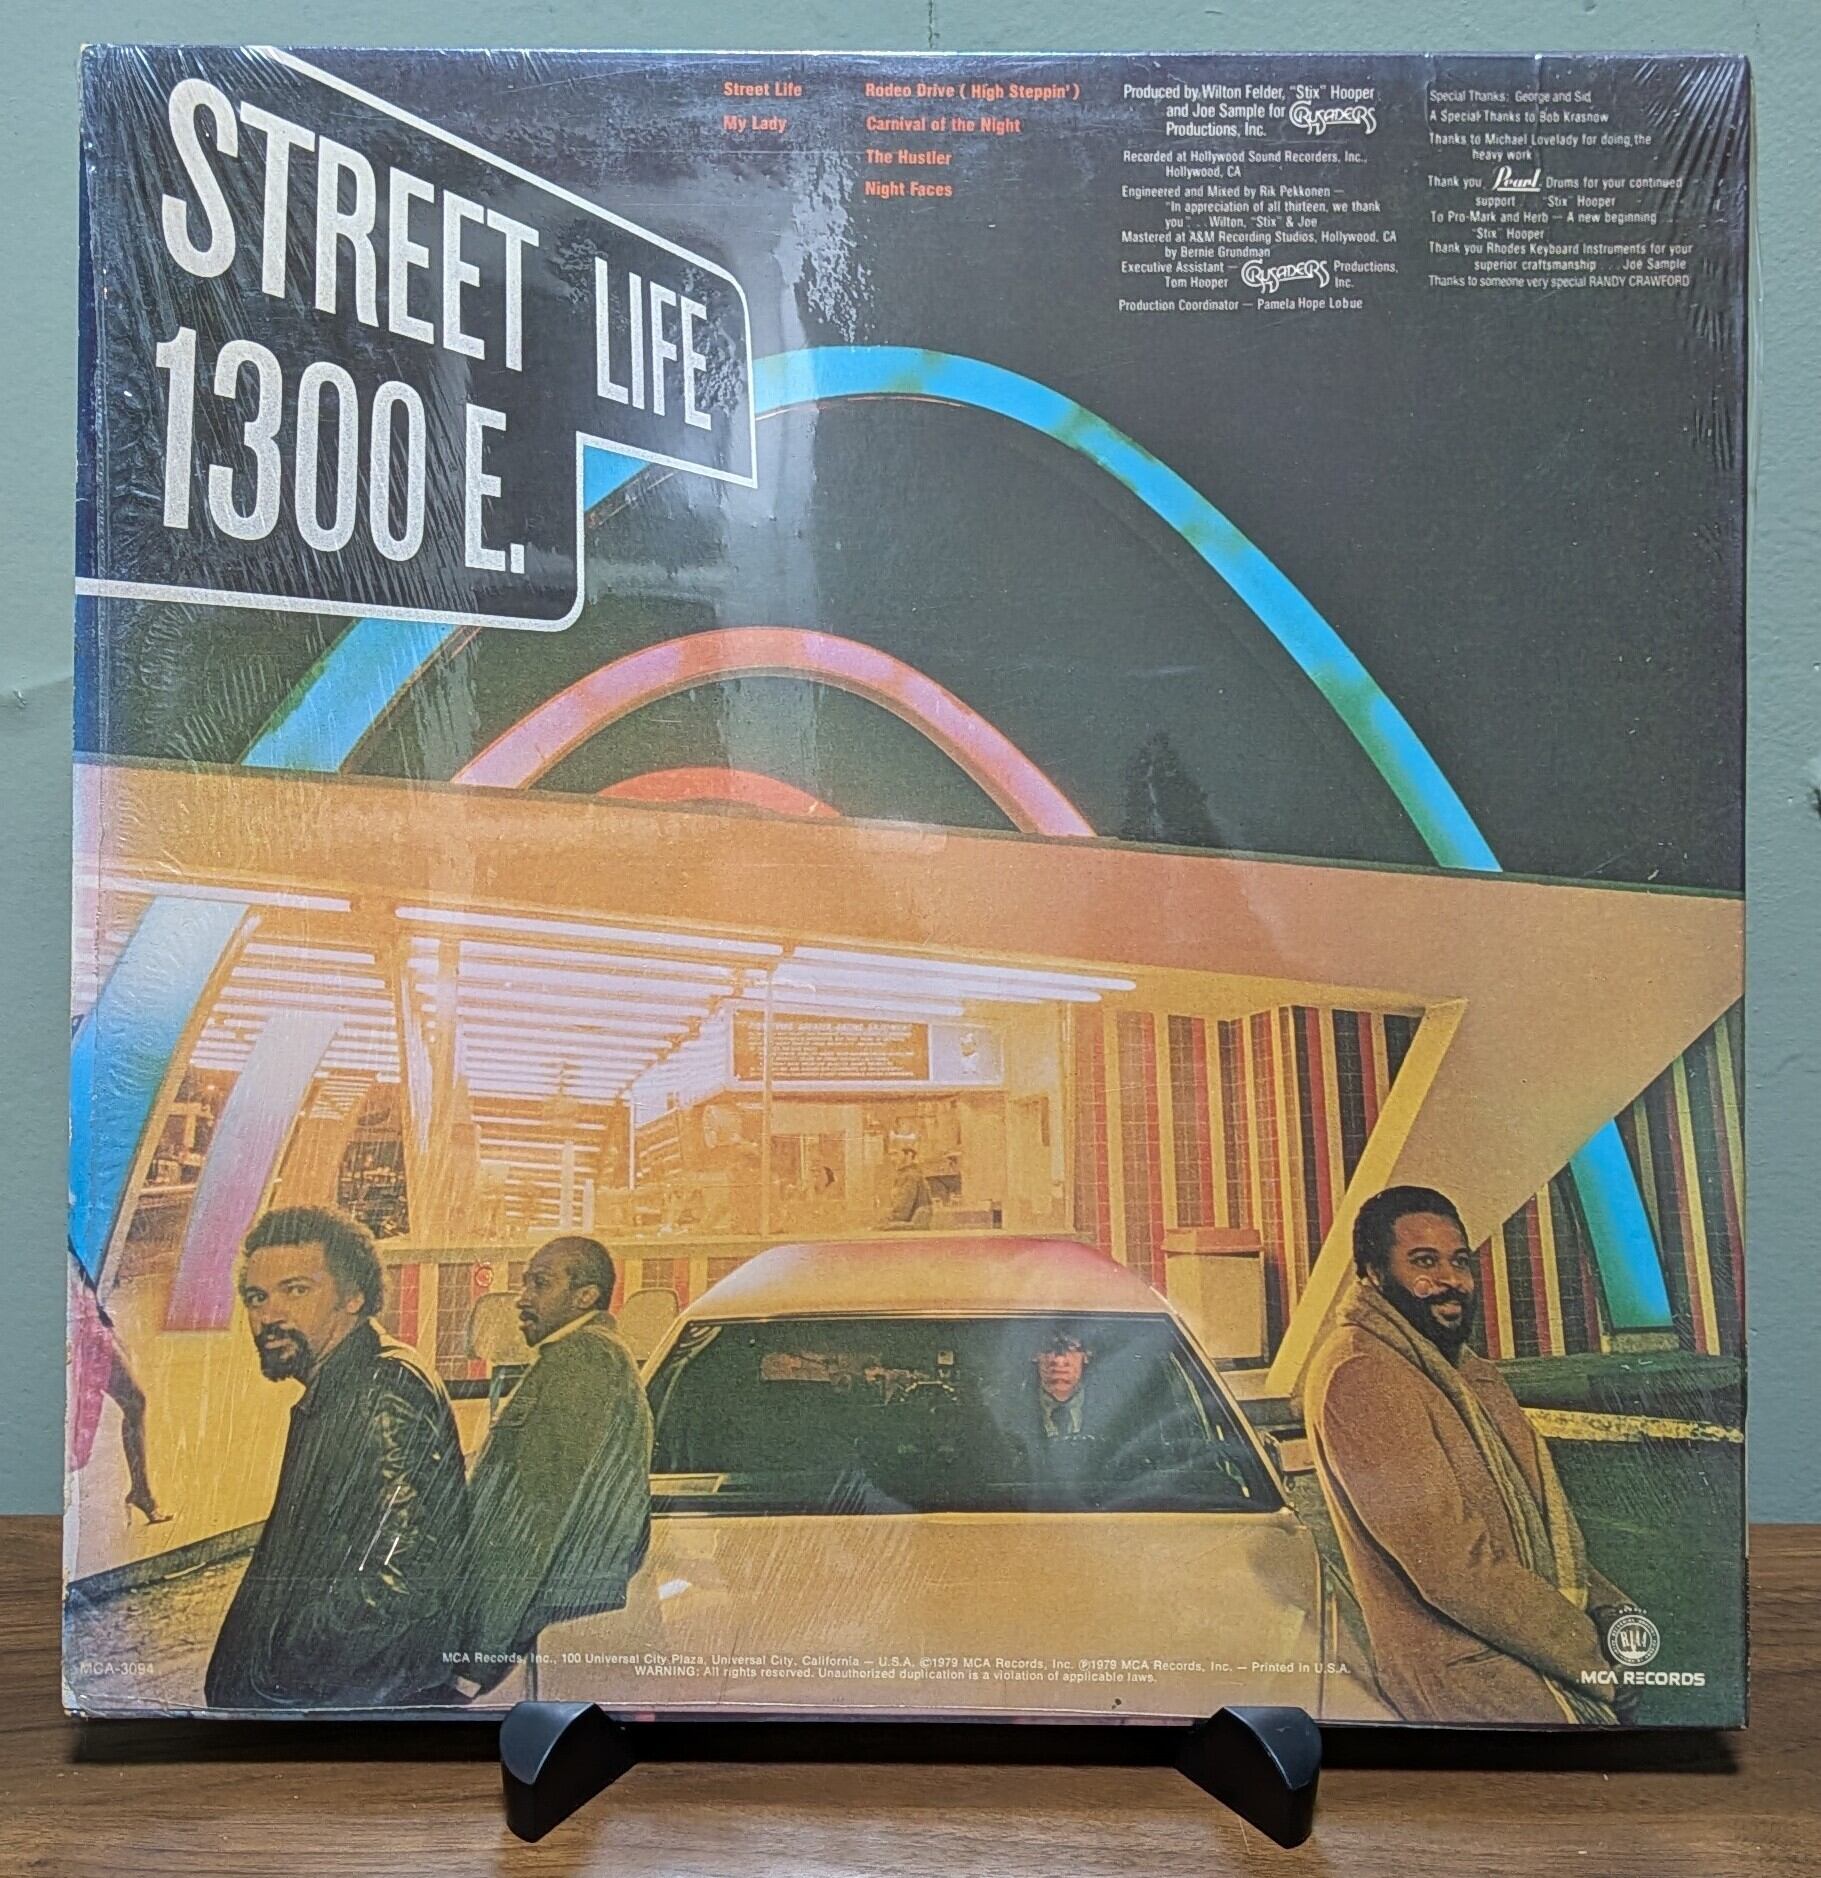 STREET LIFE
1300 E.
Street Life
My Lady
Rodeo Drive ( High Steppin' )
Carnival of the Night
The Hustler
Night Faces
Produced by Wilton Felder, "Stix" Hooper
and Joe Sample for CRUSADERS
Productions, Inc.
Recorded at Hollywood Sound Recorders, Inc.,
Hollywood, CA
Engineered and Mixed by Rik Pekkonen —
"In appreciation of all thirteen, we thank
you" . . . Wilton, "Stix" & Joe
Mastered at A&M Recording Studios, Hollywood, CA
by Bernie Grundman
Executive Assistant — CRUSADERS Productions,
Tom Hooper Inc.
Production Coordinator — Pamela Hope Lobue
Special Thanks: George and Sid
A Special Thanks to Bob Krasnow
Thanks to Michael Lovelady for doing the
heavy work
Thank you Pearl Drums for your continued
support . . . "Stix" Hooper
To Pro-Mark and Herb — A new beginning
"Stix" Hooper
Thank you Rhodes Keyboard Instruments for your
superior craftsmanship . . . Joe Sample
Thanks to someone very special RANDY CRAWFORD
MCA-3094
MCA Records, Inc., 100 Universal City Plaza, Universal City, California — U.S.A. ©1979 MCA Records, Inc. ℗1979 MCA Records, Inc. — Printed in U.S.A.
WARNING: All rights reserved. Unauthorized duplication is a violation of applicable laws.
RIAA
MCA RECORDS